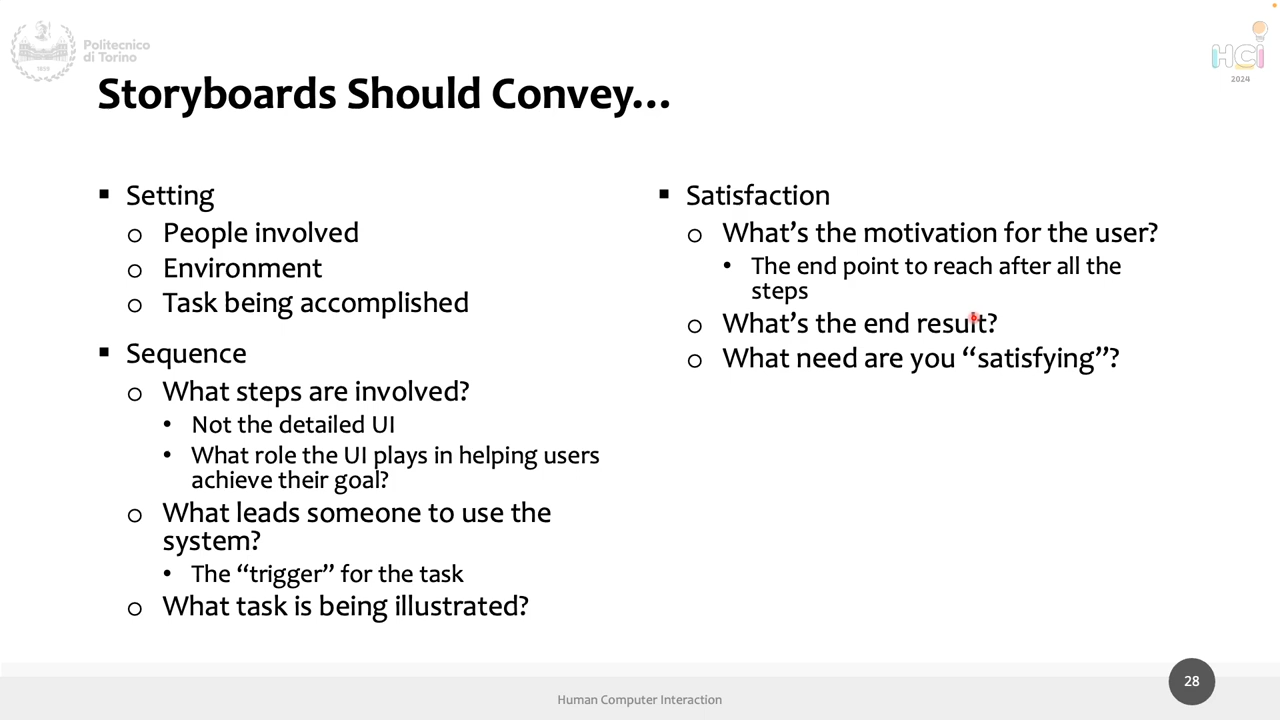 Politecnico
di Torino
1859
HCI
2024
Storyboards Should Convey...
▪ Setting
o People involved
o Environment
o Task being accomplished
▪ Sequence
o What steps are involved?
• Not the detailed UI
• What role the UI plays in helping users
achieve their goal?
o What leads someone to use the
system?
• The “trigger” for the task
o What task is being illustrated?
▪ Satisfaction
o What’s the motivation for the user?
• The end point to reach after all the
steps
o What’s the end result?
o What need are you “satisfying”?
Human Computer Interaction
28